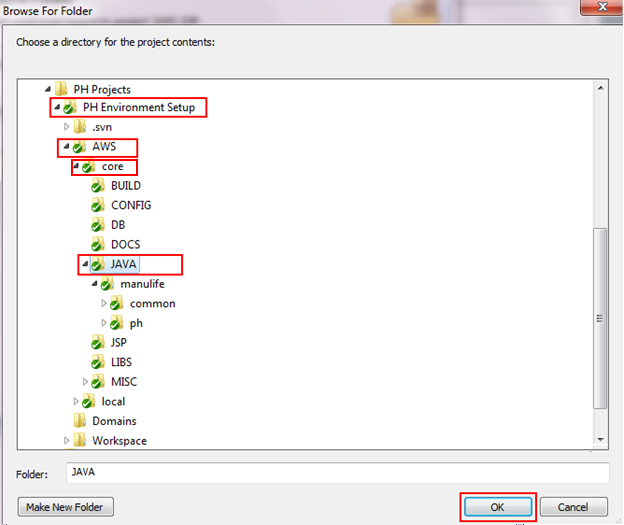 Browse For Folder
Choose a directory for the project contents:
PH Projects
PH Environment Setup
.svn
AWS
core
BUILD
CONFIG
DB
DOCS
JAVA
manulife
common
ph
JSP
LIBS
MISC
local
Domains
Workspace
Folder: JAVA
Make New Folder OK Cancel